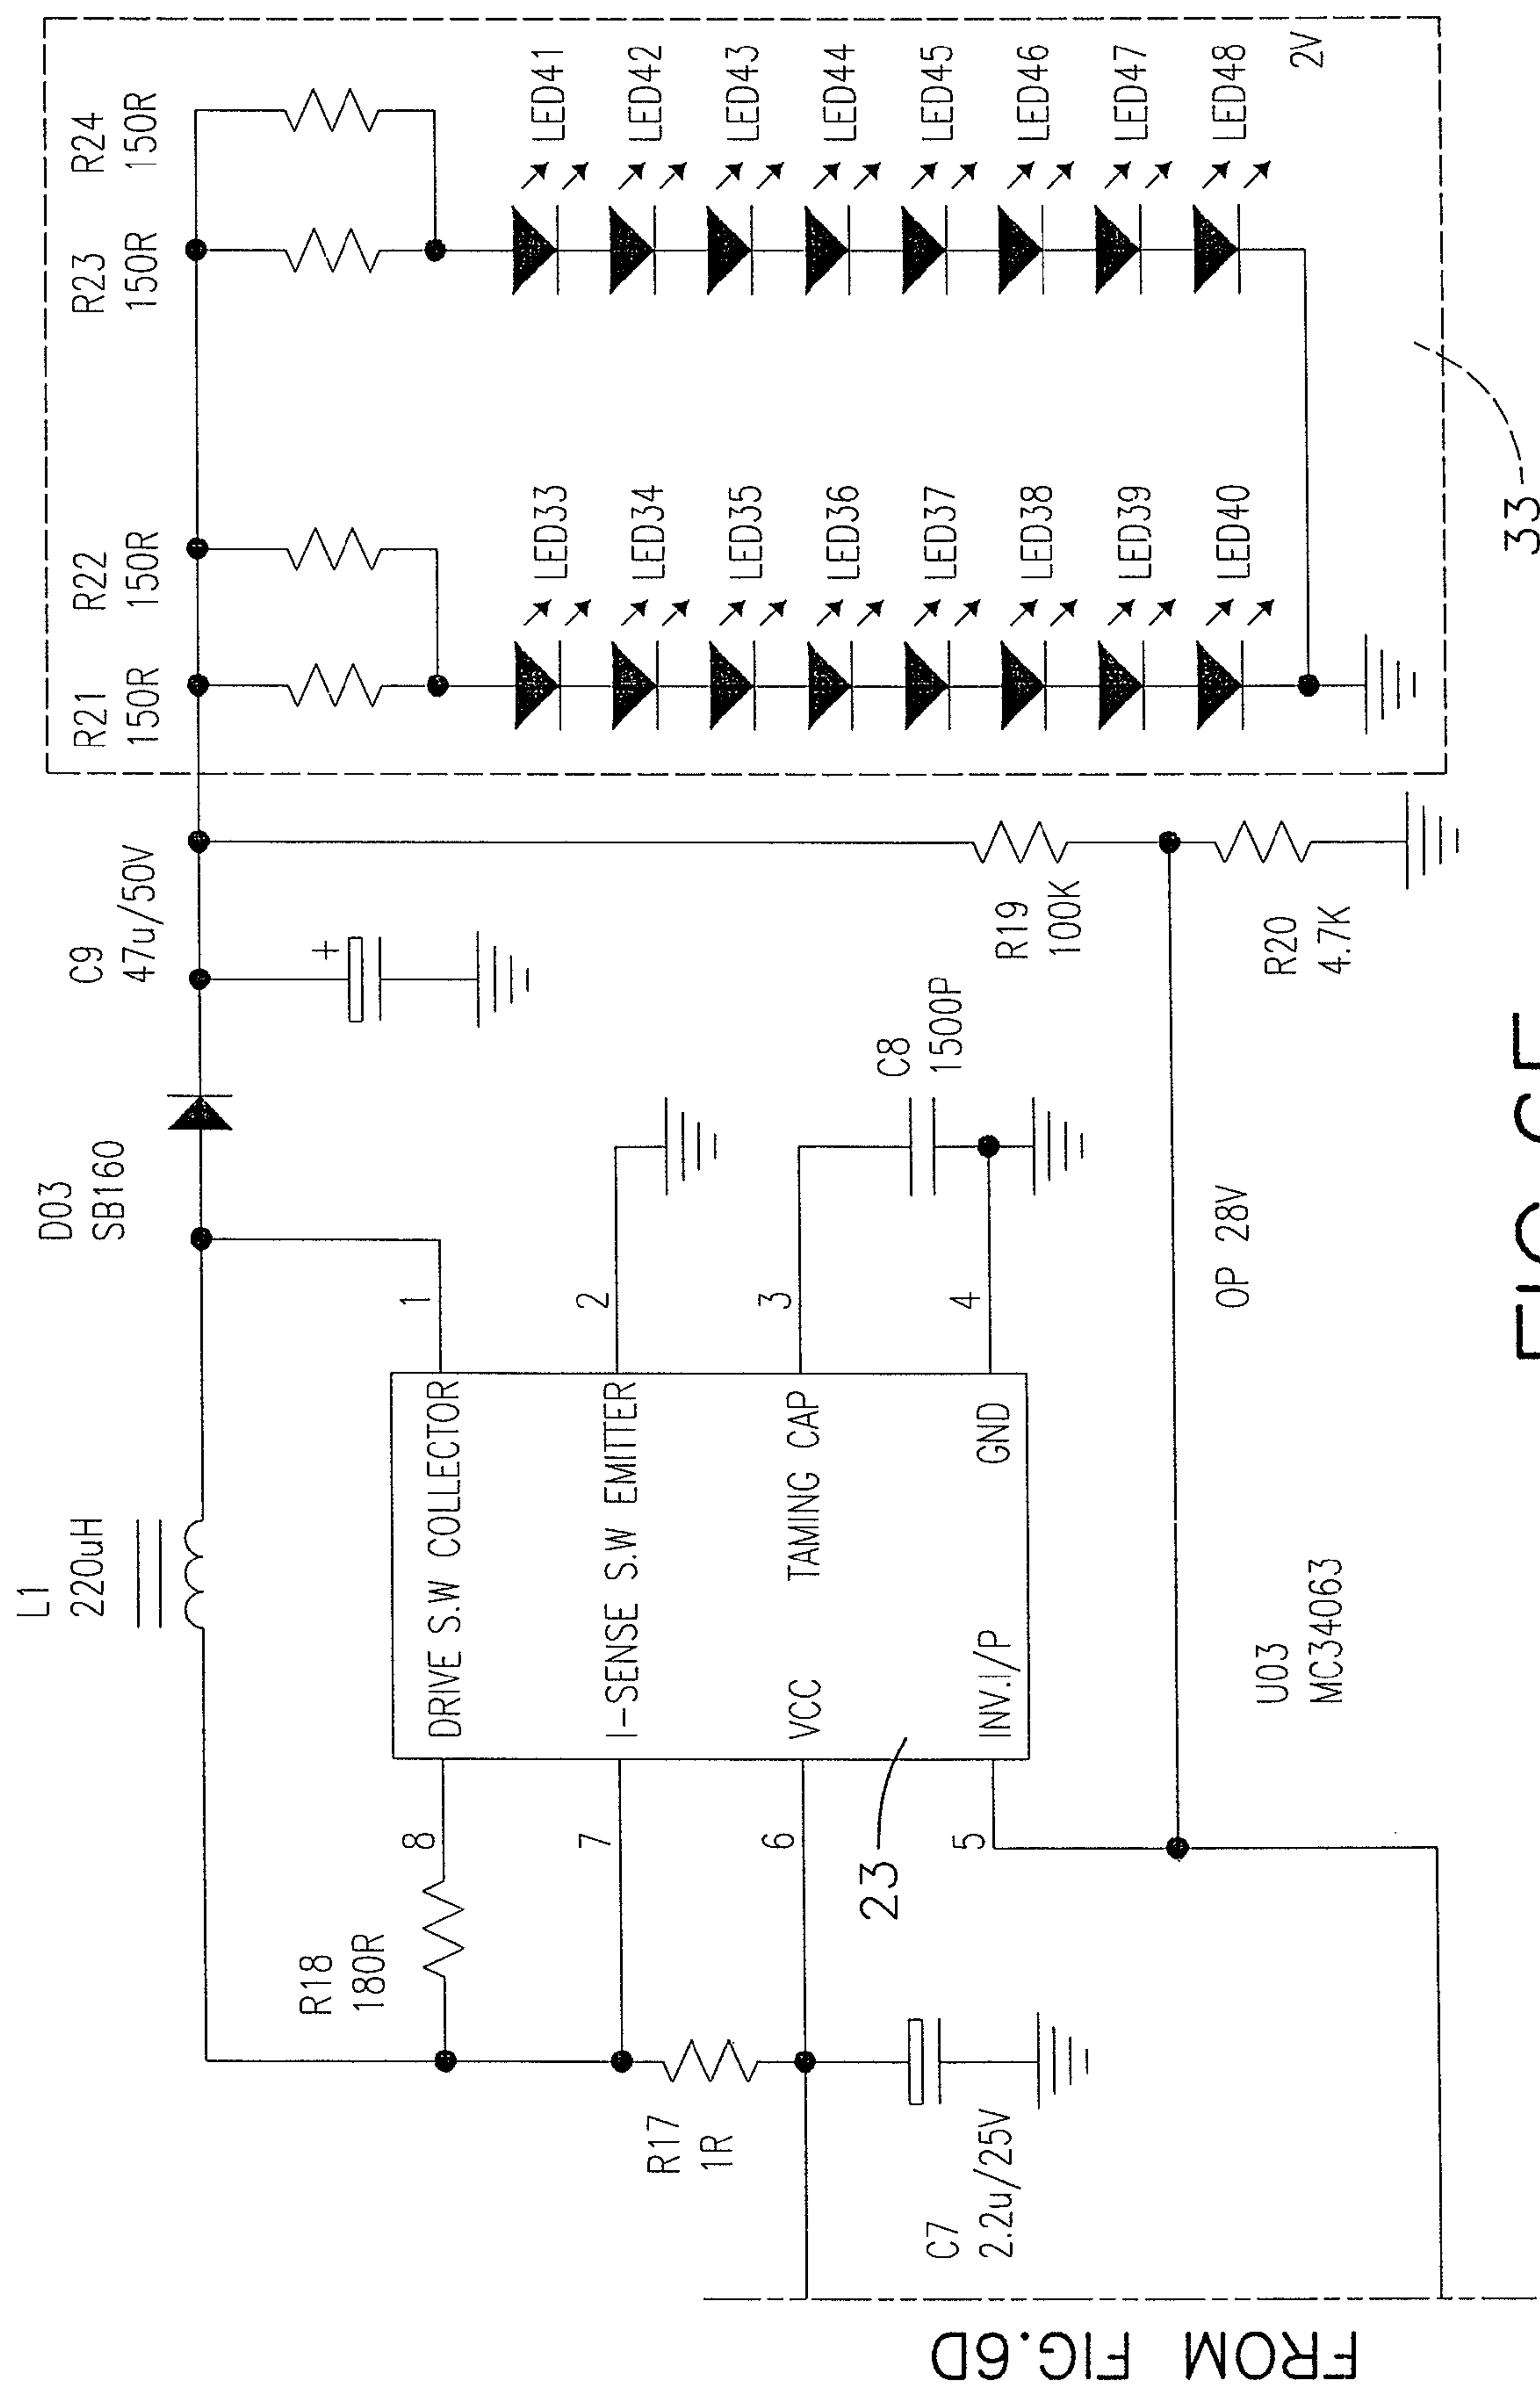 L1
220uH
D03
SB160
C9
47u/50V
R21
150R
R22
150R
R23
150R
R24
150R
R18
180R
8
DRIVE S.W COLLECTOR
1
7
I-SENSE S.W EMITTER
2
R17
1R
6
VCC
TAMING CAP
3
C8
1500P
23
5
INV.I/P
GND
4
C7
2.2u/25V
U03
MC34063
OP 28V
R19
100K
R20
4.7K
LED33
LED34
LED35
LED36
LED37
LED38
LED39
LED40
LED41
LED42
LED43
LED44
LED45
LED46
LED47
LED48
2V
33
FROM FIG.6D